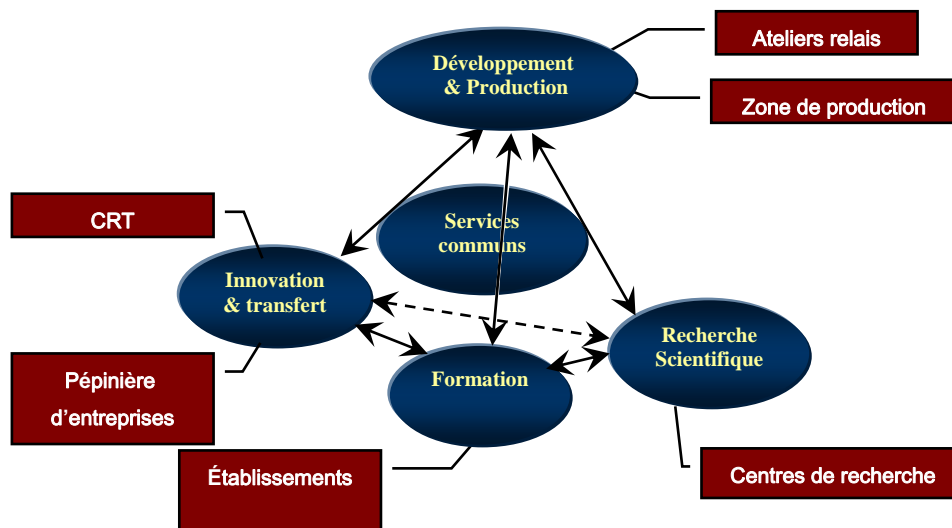 Ateliers relais
Développement
& Production
Zone de production
CRT
Services
communs
Innovation
& transfert
Recherche
Scientifique
Pépinière
d’entreprises
Formation
Établissements
Centres de recherche